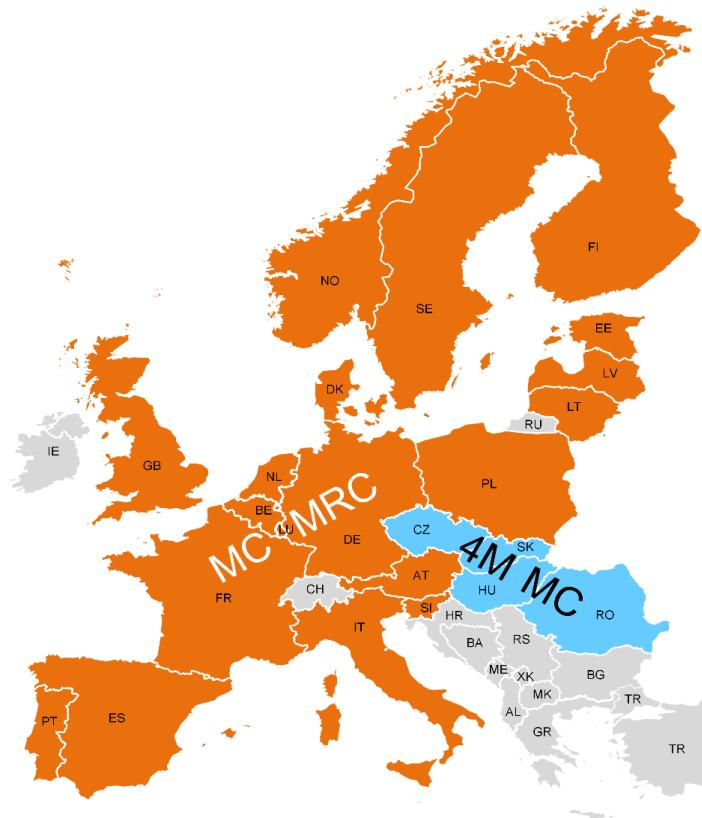 FI
NO
SE
EE
LV
DK
LT
RU
IE
GB
NL
PL
BE
MC MRC
LU
DE
CZ
SK
4M MC
CH
AT
HU
FR
SI
HR
RO
IT
BA
RS
ME
XK
BG
MK
TR
AL
GR
PT
ES
TR